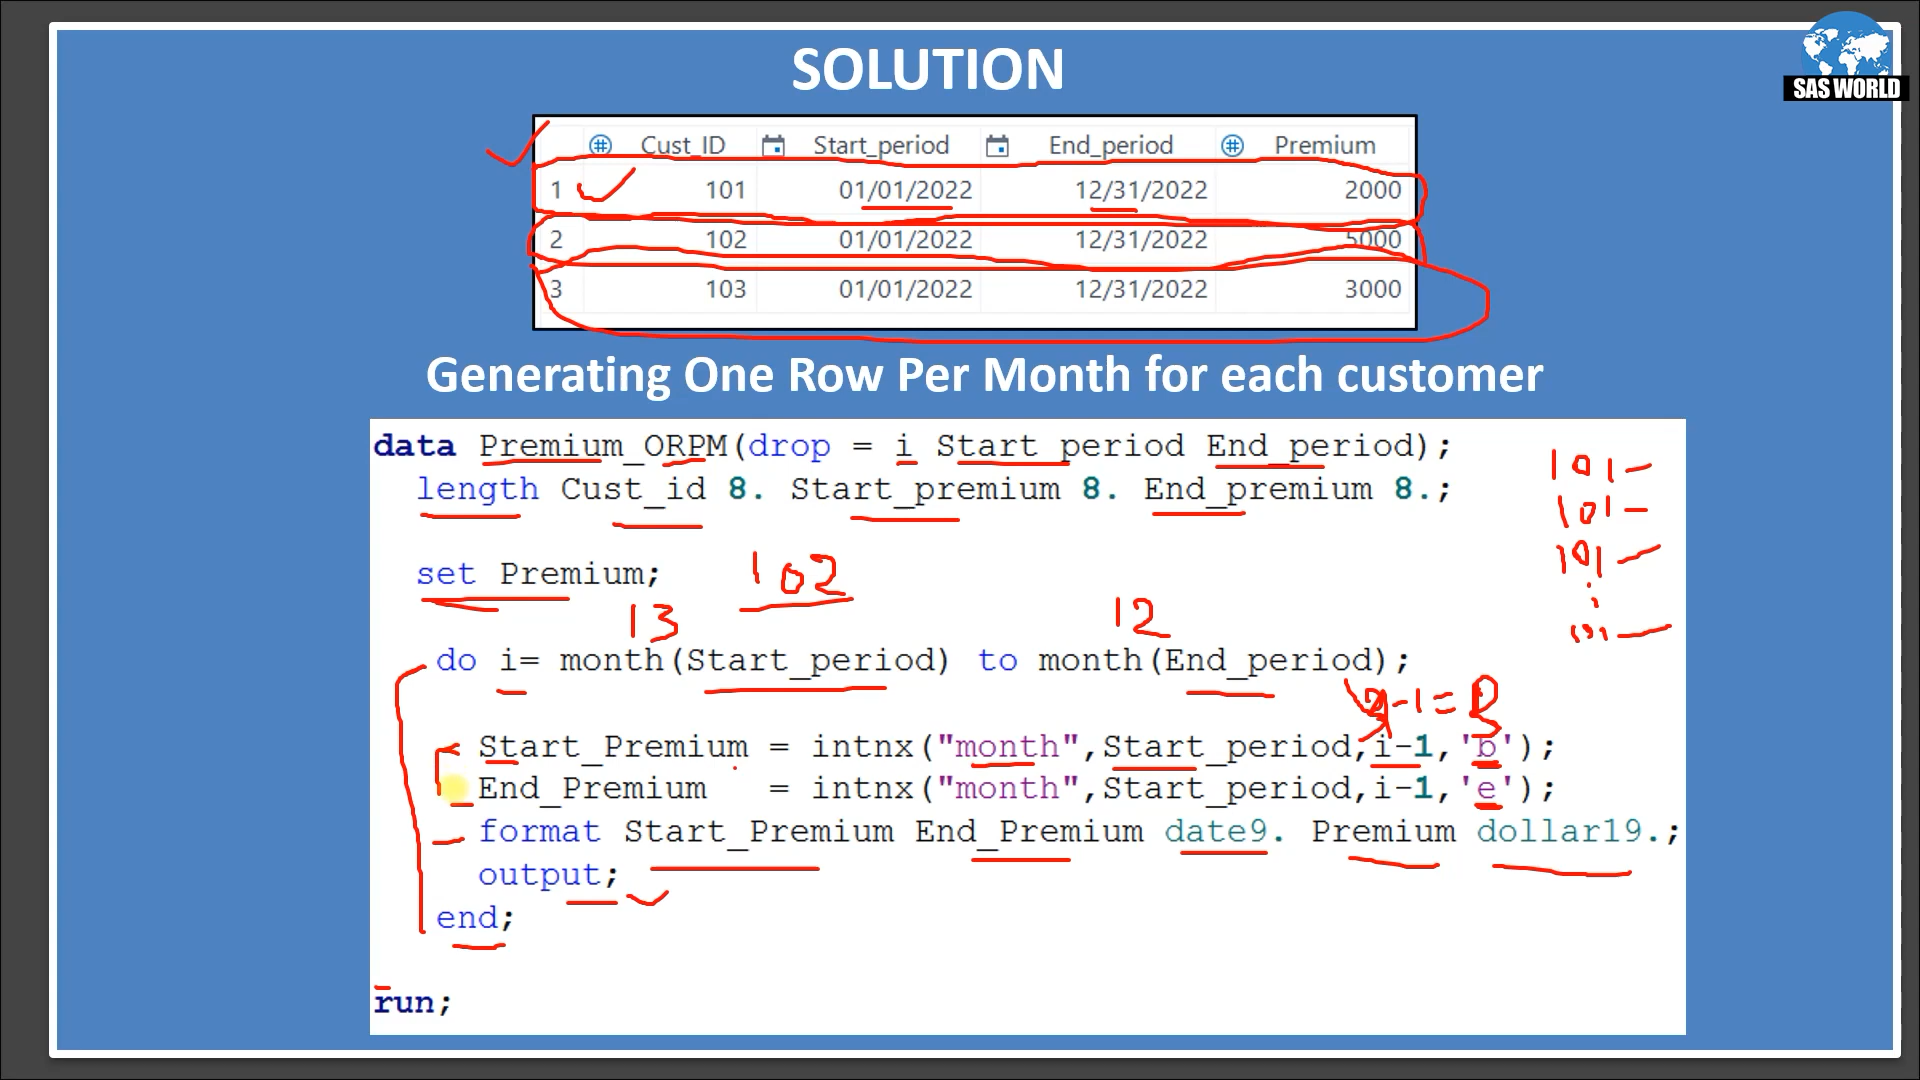 SOLUTION
SAS WORLD
Cust_ID Start_period End_period Premium
1 101 01/01/2022 12/31/2022 2000
2 102 01/01/2022 12/31/2022 5000
3 103 01/01/2022 12/31/2022 3000
Generating One Row Per Month for each customer
data Premium_ORPM(drop = i Start_period End_period);
length Cust_id 8. Start_premium 8. End_premium 8.;
101-
101-
101-
set Premium; 102
13 12
do i= month(Start_period) to month(End_period);
Start_Premium = intnx("month",Start_period,i-1,'b');
End_Premium = intnx("month",Start_period,i-1,'e');
format Start_Premium End_Premium date9. Premium dollar19.;
output;
end;
run;